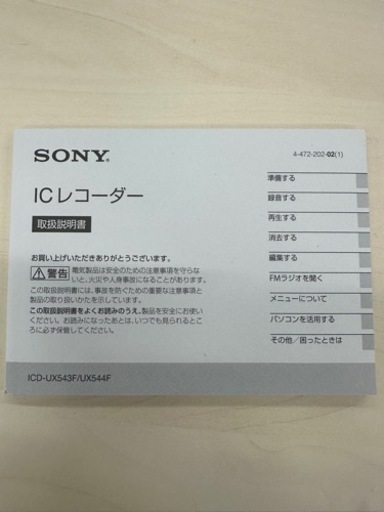 SONY®
4-472-202-02(1)
ICレコーダー
取扱説明書
お買い上げいただきありがとうございます。
警告
電気製品は安全のための注意事項を守らな
いと、火災や人身事故になることがあります。
この取扱説明書には、事故を防ぐための重要な注意事項と
製品の取り扱いかたを示しています。
この取扱説明書をよくお読みのうえ、製品を安全にお使い
ください。お読みになったあとは、いつでも見られるとこ
ろに必ず保管してください。
ICD-UX543F/UX544F
準備する
録音する
再生する
消去する
編集する
FMラジオを聞く
メニューについて
パソコンを活用する
その他/困ったときは